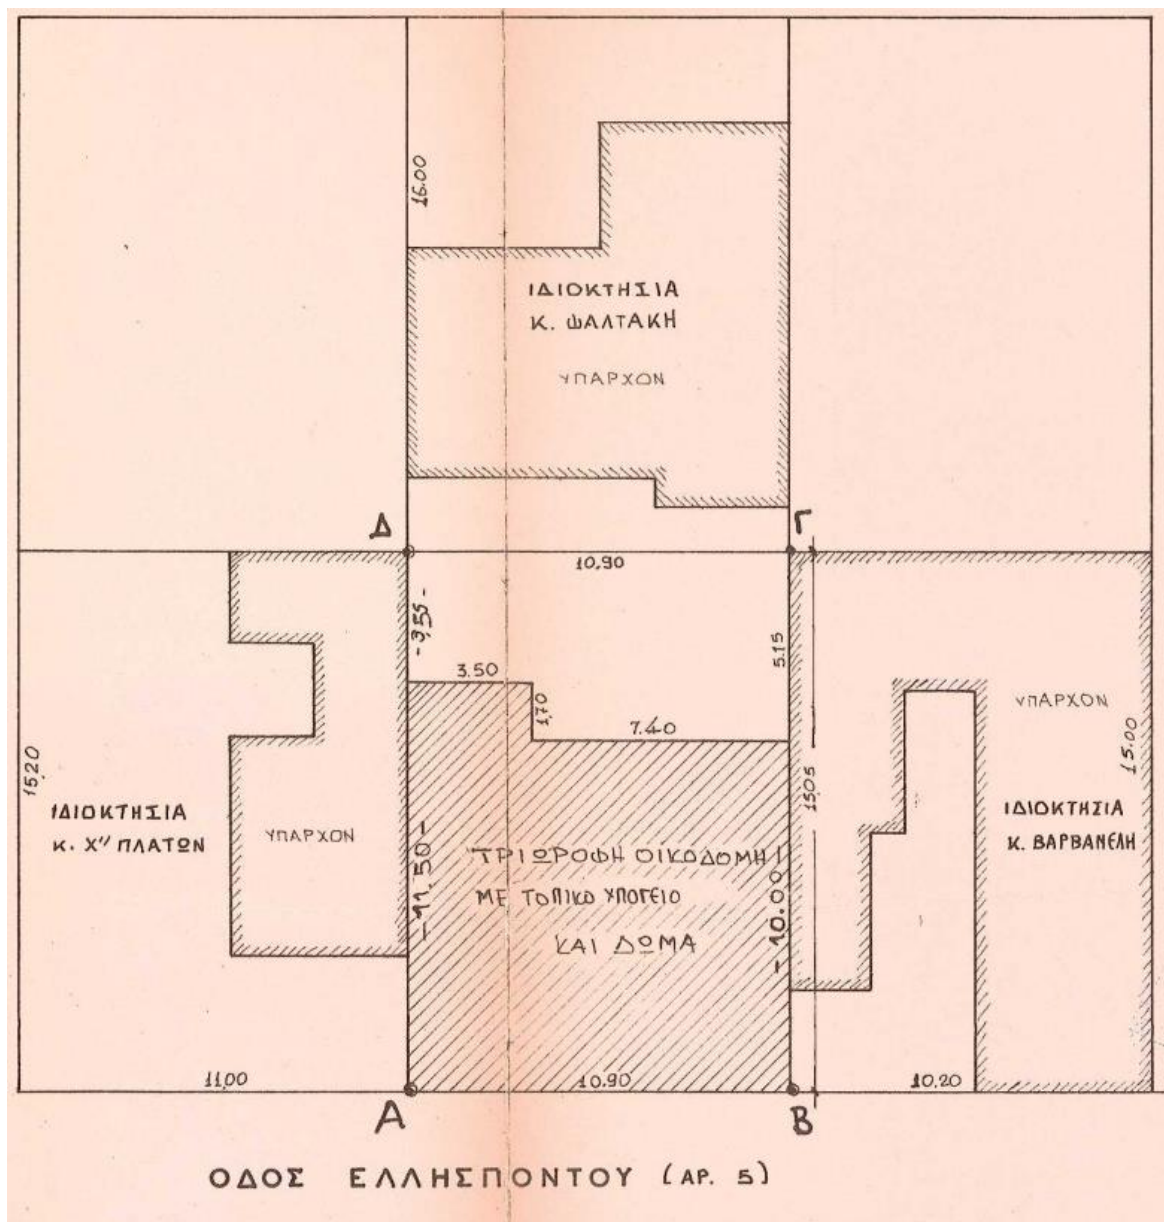 16.00
ΙΔΙΟΚΤΗΣΙΑ
Κ. ΨΑΛΤΑΚΗ
ΥΠΑΡΧΟΝ
Δ
Γ
10.90
-3,55-
3.50
1,70
7.40
5.15
15,20
ΙΔΙΟΚΤΗΣΙΑ
Κ. Χ'' ΠΛΑΤΩΝ
ΥΠΑΡΧΟΝ
-11.50-
ΤΡΙΩΡΟΦΗ ΟΙΚΟΔΟΜΗ
ΜΕ ΤΟΠΙΚΟ ΥΠΟΓΕΙΟ
ΚΑΙ ΔΩΜΑ
-10.00-
15,05
ΥΠΑΡΧΟΝ
15.00
ΙΔΙΟΚΤΗΣΙΑ
Κ. ΒΑΡΒΑΝΕΛΗ
11,00
10.90
10.20
Α
Β
ΟΔΟΣ ΕΛΛΗΣΠΟΝΤΟΥ (ΑΡ. 5)